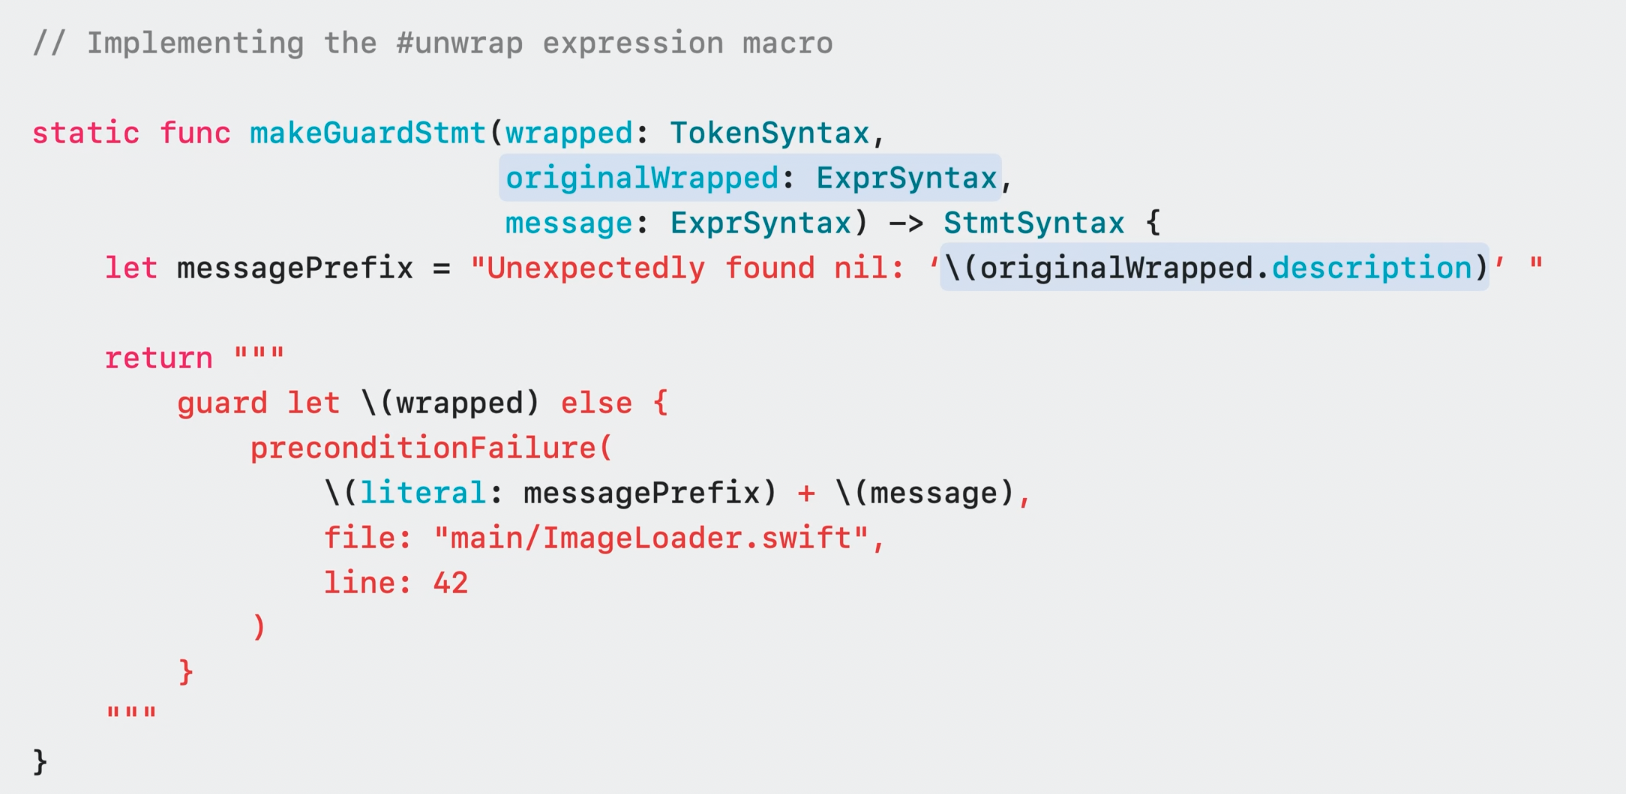 // Implementing the #unwrap expression macro
static func makeGuardStmt(wrapped: TokenSyntax,
originalWrapped: ExprSyntax,
message: ExprSyntax) -> StmtSyntax {
let messagePrefix = "Unexpectedly found nil: ‘\(originalWrapped.description)’ "
return """
guard let \(wrapped) else {
preconditionFailure(
\(literal: messagePrefix) + \(message),
file: "main/ImageLoader.swift",
line: 42
)
}
"""
}